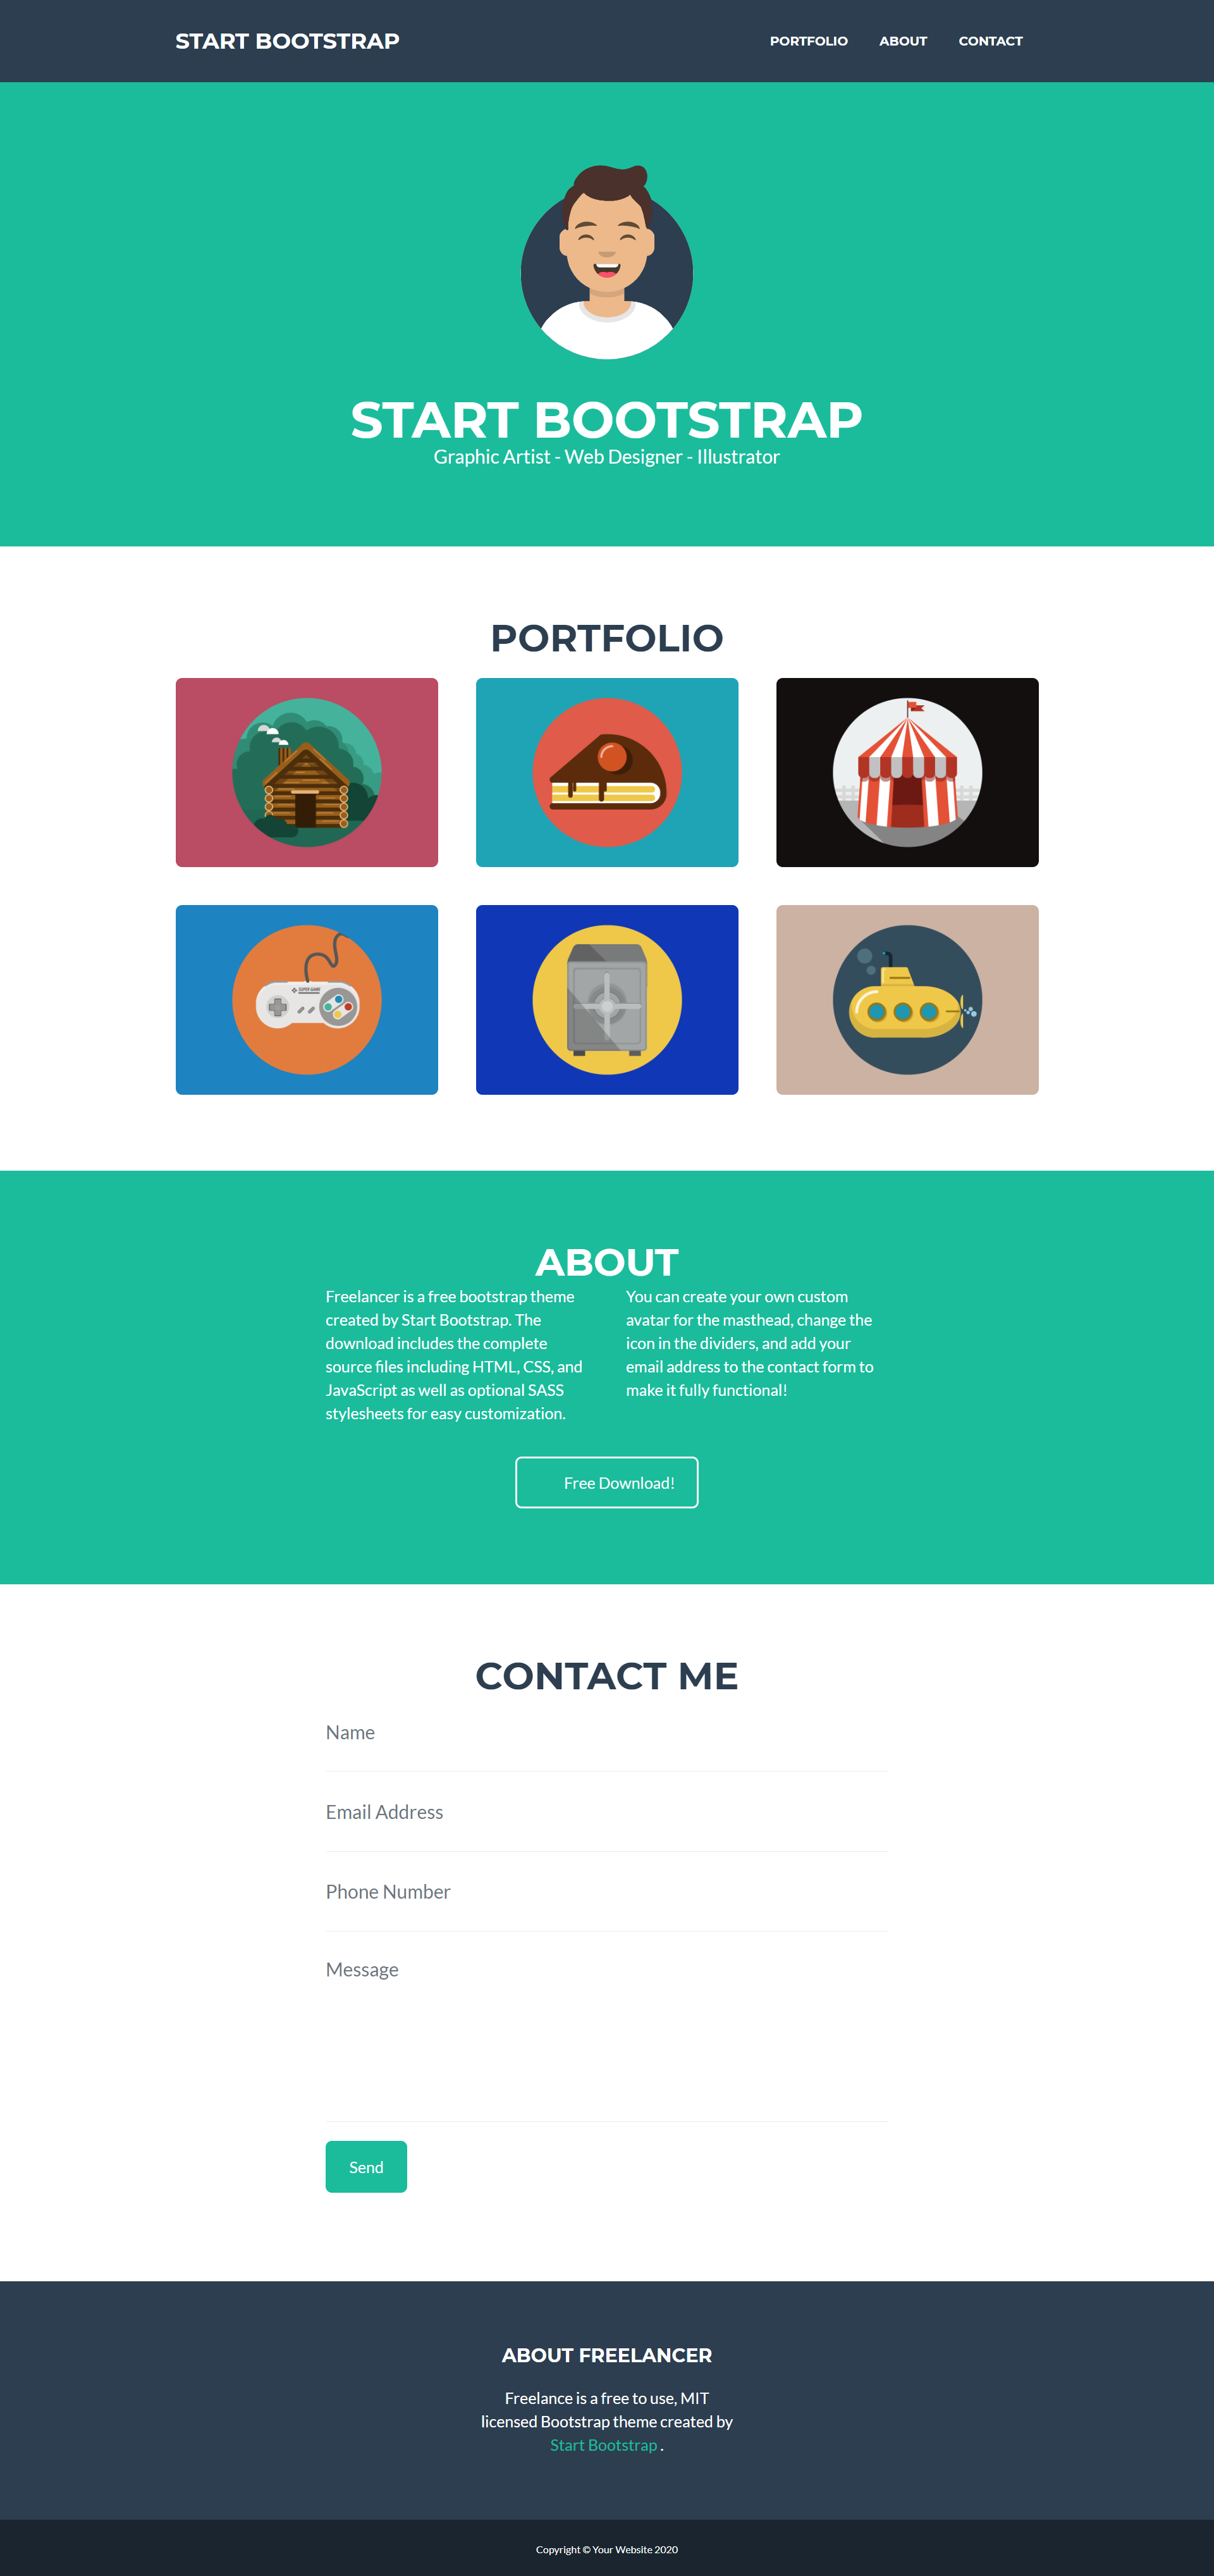 START BOOTSTRAP
PORTFOLIO ABOUT CONTACT
START BOOTSTRAP
Graphic Artist - Web Designer - Illustrator
PORTFOLIO
SUPER GAME
ABOUT
Freelancer is a free bootstrap theme
created by Start Bootstrap. The
download includes the complete
source files including HTML, CSS, and
JavaScript as well as optional SASS
stylesheets for easy customization.
You can create your own custom
avatar for the masthead, change the
icon in the dividers, and add your
email address to the contact form to
make it fully functional!
Free Download!
CONTACT ME
Name
Email Address
Phone Number
Message
Send
ABOUT FREELANCER
Freelance is a free to use, MIT
licensed Bootstrap theme created by
Start Bootstrap .
Copyright © Your Website 2020